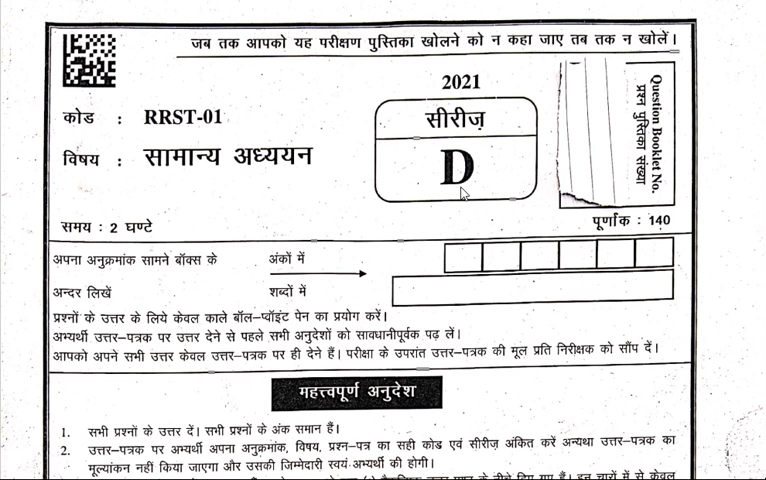 जब तक आपको यह परीक्षण पुस्तिका खोलने को न कहा जाए तब तक न खोलें।
2021
कोड : RRST-01
सीरीज़
विषय : सामान्य अध्ययन
D
Question Booklet No.
प्रश्न पुस्तिका संख्या
समय : 2 घण्टे
पूर्णांक : 140
अपना अनुक्रमांक सामने बॉक्स के अंकों में
अन्दर लिखें शब्दों में
प्रश्नों के उत्तर के लिये केवल काले बॉल-प्वॉइंट पेन का प्रयोग करें।
अभ्यर्थी उत्तर-पत्रक पर उत्तर देने से पहले सभी अनुदेशों को सावधानीपूर्वक पढ़ लें।
आपको अपने सभी उत्तर केवल उत्तर-पत्रक पर ही देने हैं। परीक्षा के उपरांत उत्तर-पत्रक की मूल प्रति निरीक्षक को सौंप दें।
महत्त्वपूर्ण अनुदेश
1. सभी प्रश्नों के उत्तर दें। सभी प्रश्नों के अंक समान हैं।
2. उत्तर-पत्रक पर अभ्यर्थी अपना अनुक्रमांक, विषय, प्रश्न-पत्र का सही कोड एवं सीरीज़ अंकित करें अन्यथा उत्तर-पत्रक का
मूल्यांकन नहीं किया जाएगा और उसकी जिम्मेदारी स्वयं अभ्यर्थी की होगी।